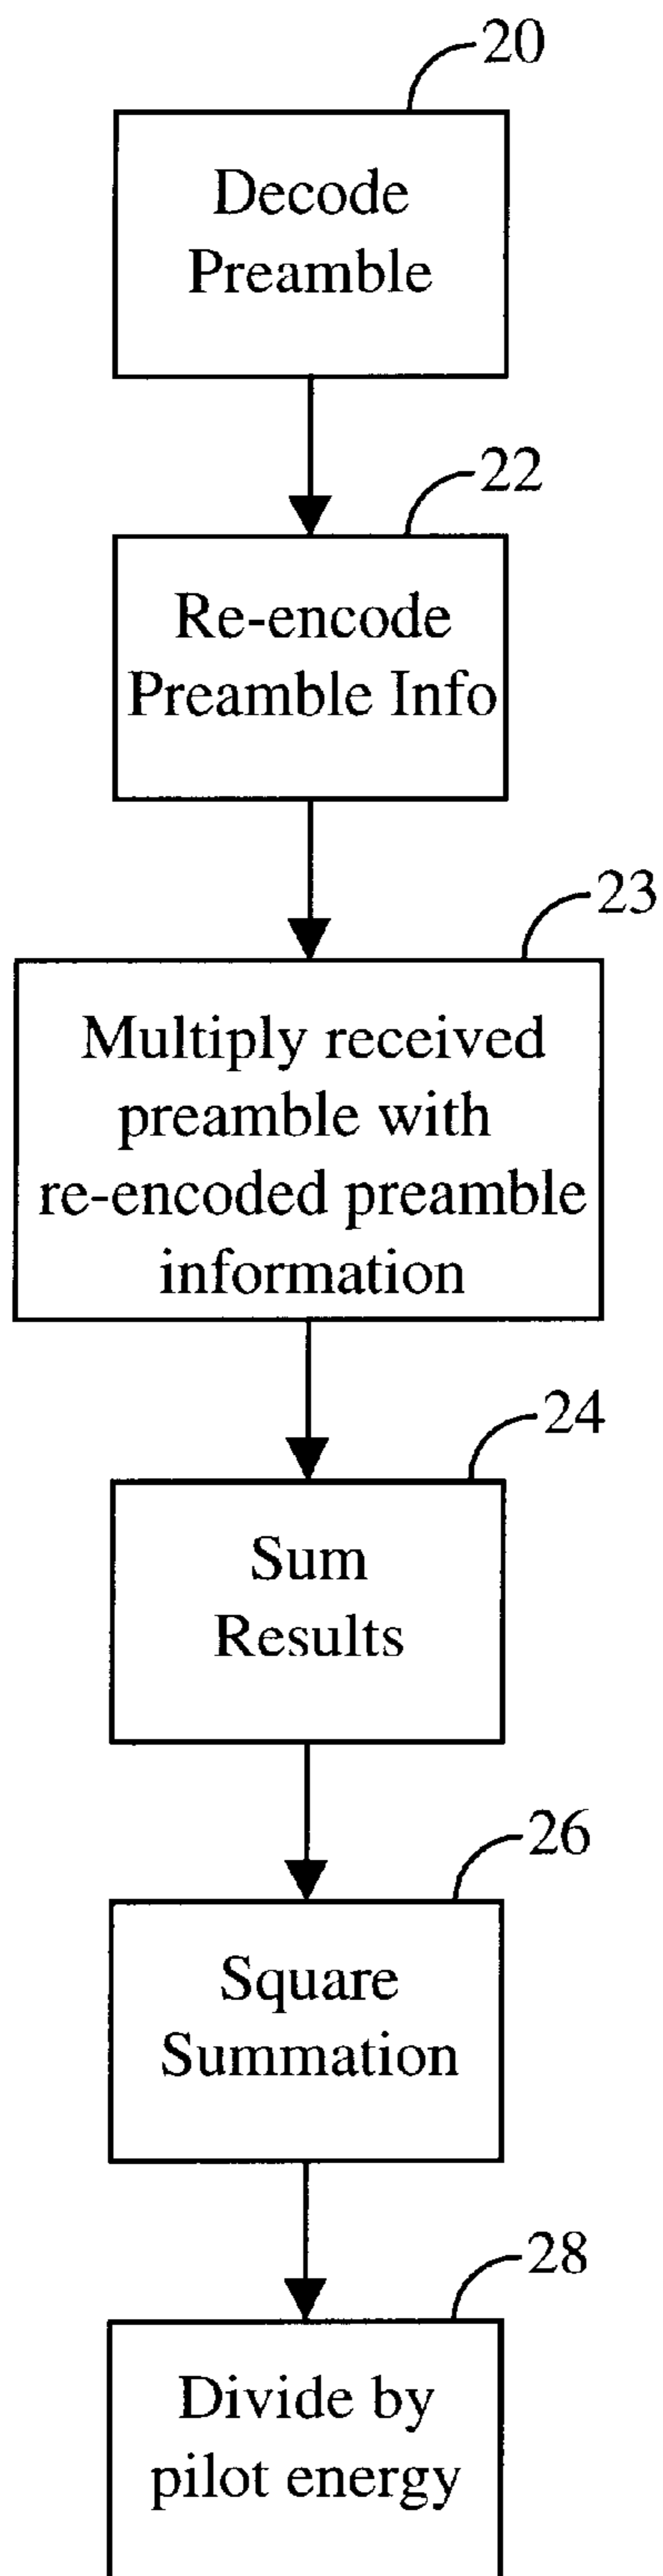 20
Decode
Preamble
22
Re-encode
Preamble Info
23
Multiply received
preamble with
re-encoded preamble
information
24
Sum
Results
26
Square
Summation
28
Divide by
pilot energy